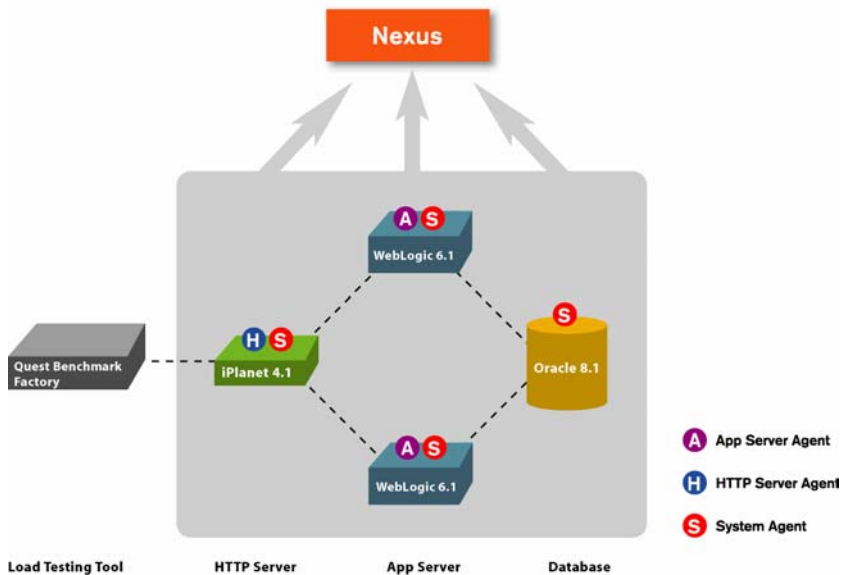 Nexus
A S
WebLogic 6.1
S
H S
Quest Benchmark
Factory
iPlanet 4.1
Oracle 8.1
A S
WebLogic 6.1
A App Server Agent
H HTTP Server Agent
S System Agent
Load Testing Tool
HTTP Server
App Server
Database